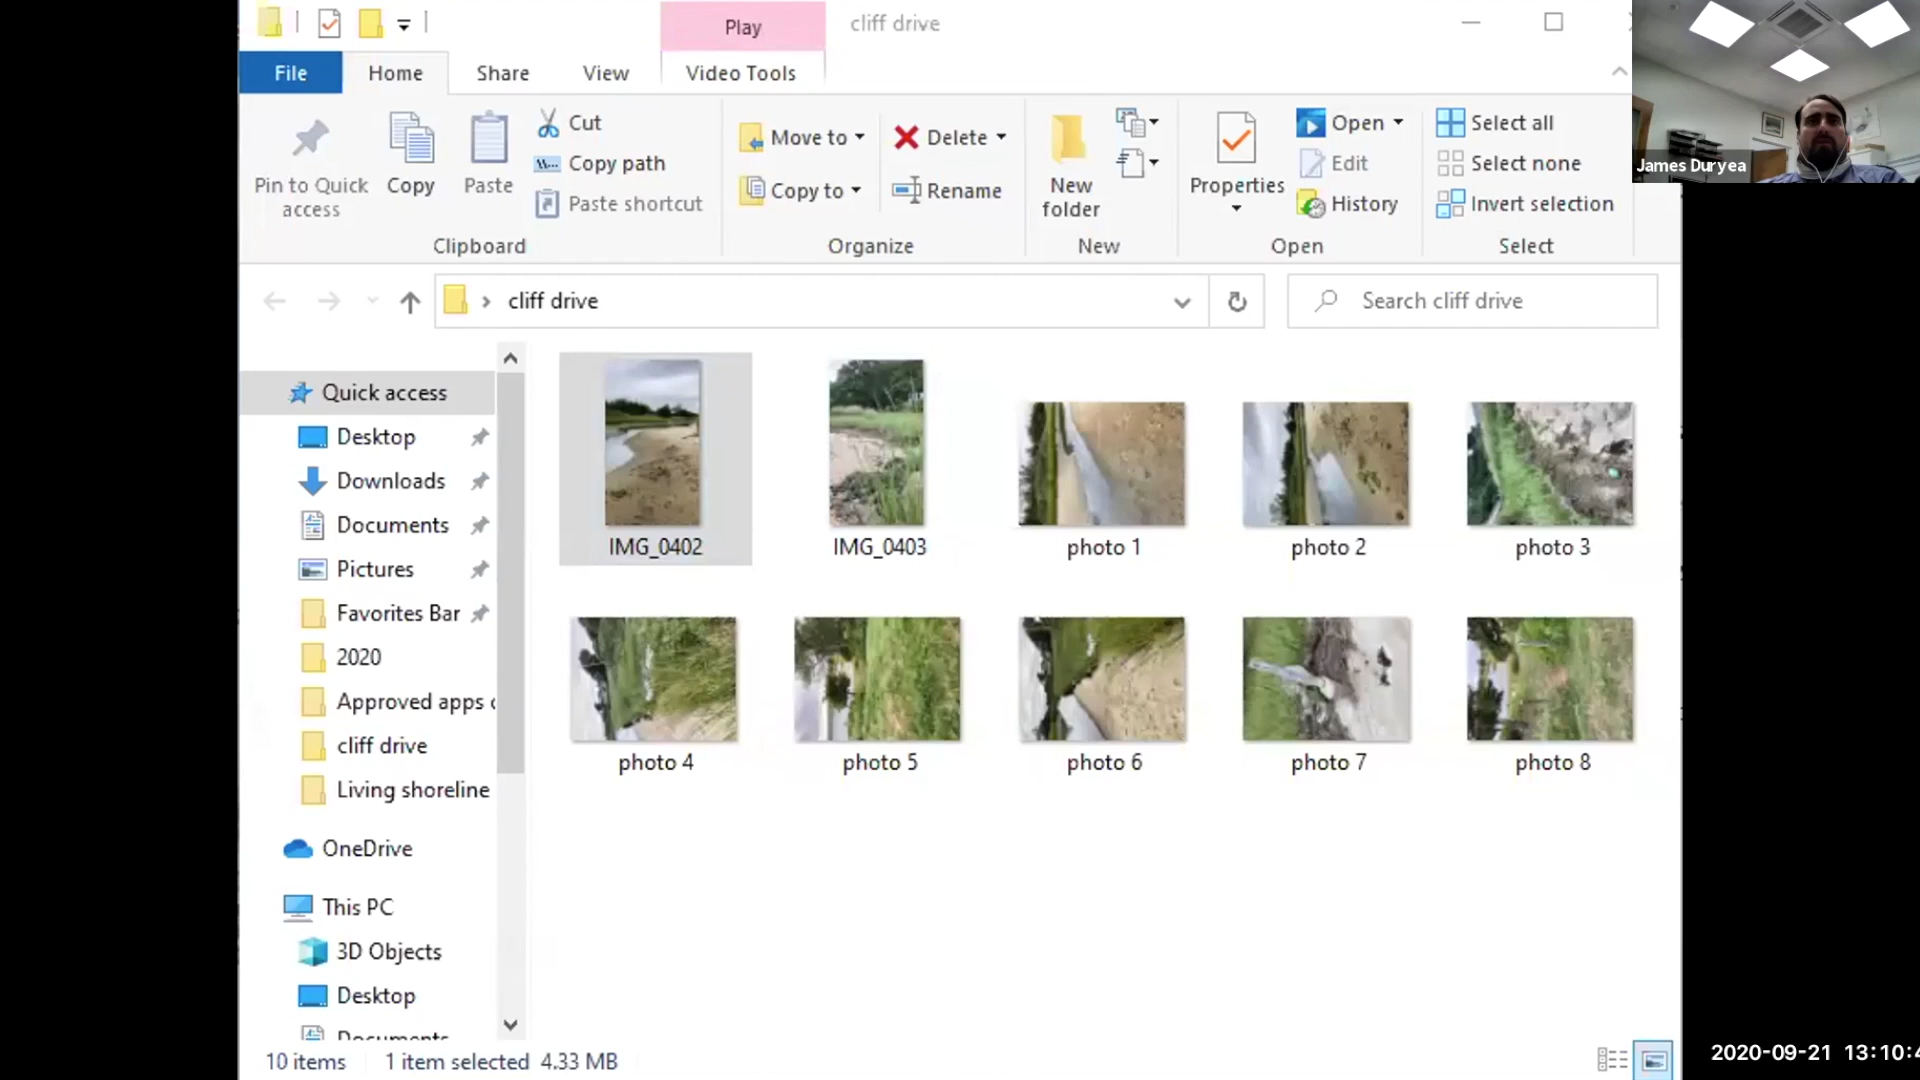 Play
cliff drive
File
Home
Share
View
Video Tools
Pin to Quick access
Copy
Paste
Cut
Copy path
Paste shortcut
Clipboard
Move to
Copy to
Delete
Rename
Organize
New folder
New
Properties
Open
Edit
History
Open
Select all
Select none
Invert selection
Select
James Duryea
cliff drive
Search cliff drive
Quick access
Desktop
Downloads
Documents
Pictures
Favorites Bar
2020
Approved apps
cliff drive
Living shoreline
OneDrive
This PC
3D Objects
Desktop
Documents
IMG_0402
IMG_0403
photo 1
photo 2
photo 3
photo 4
photo 5
photo 6
photo 7
photo 8
10 items
1 item selected 4.33 MB
2020-09-21 13:10:4